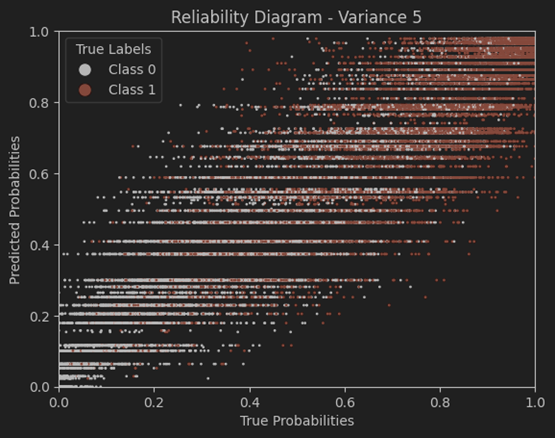 Reliability Diagram - Variance 5
True Labels
Class 0
Class 1
Predicted Probabilities
1.0
0.8
0.6
0.4
0.2
0.0
0.0 0.2 0.4 0.6 0.8 1.0
True Probabilities